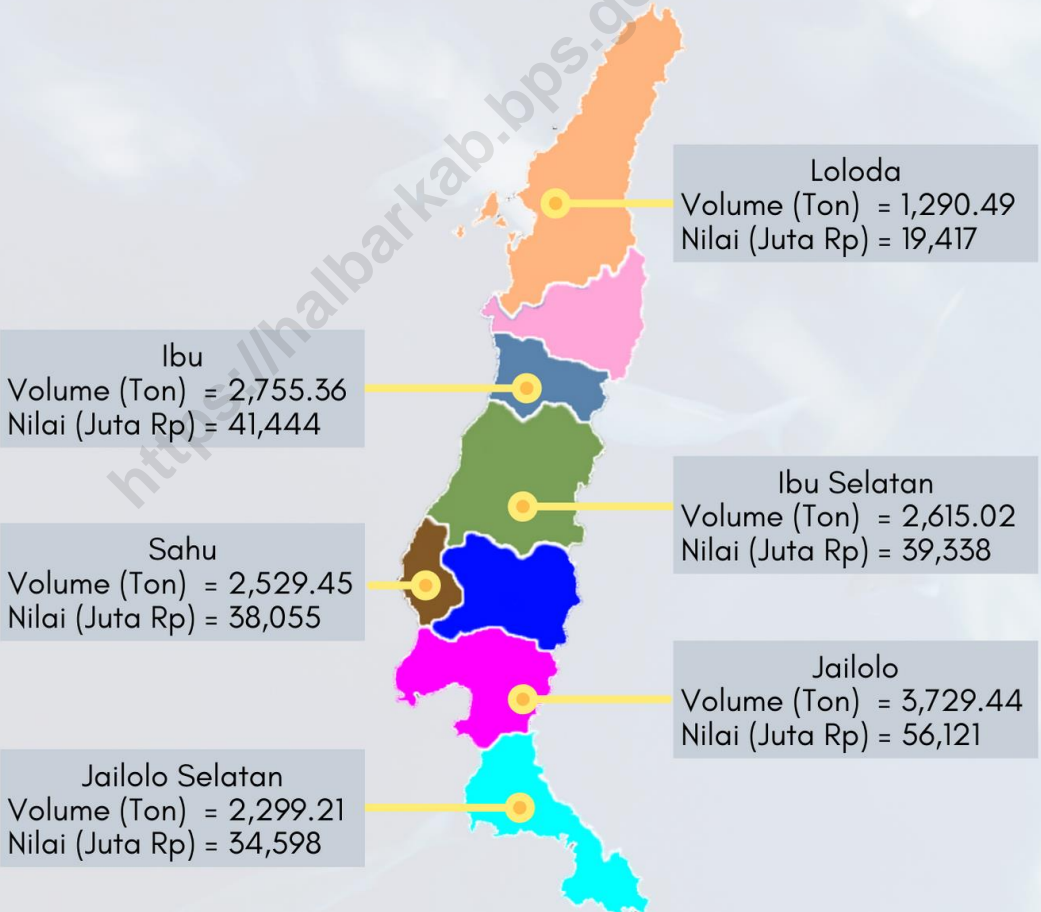 https://halbarkab.bps.go
Loloda
Volume (Ton) = 1,290.49
Nilai (Juta Rp) = 19,417
Ibu
Volume (Ton) = 2,755.36
Nilai (Juta Rp) = 41,444
Ibu Selatan
Volume (Ton) = 2,615.02
Nilai (Juta Rp) = 39,338
Sahu
Volume (Ton) = 2,529.45
Nilai (Juta Rp) = 38,055
Jailolo
Volume (Ton) = 3,729.44
Nilai (Juta Rp) = 56,121
Jailolo Selatan
Volume (Ton) = 2,299.21
Nilai (Juta Rp) = 34,598